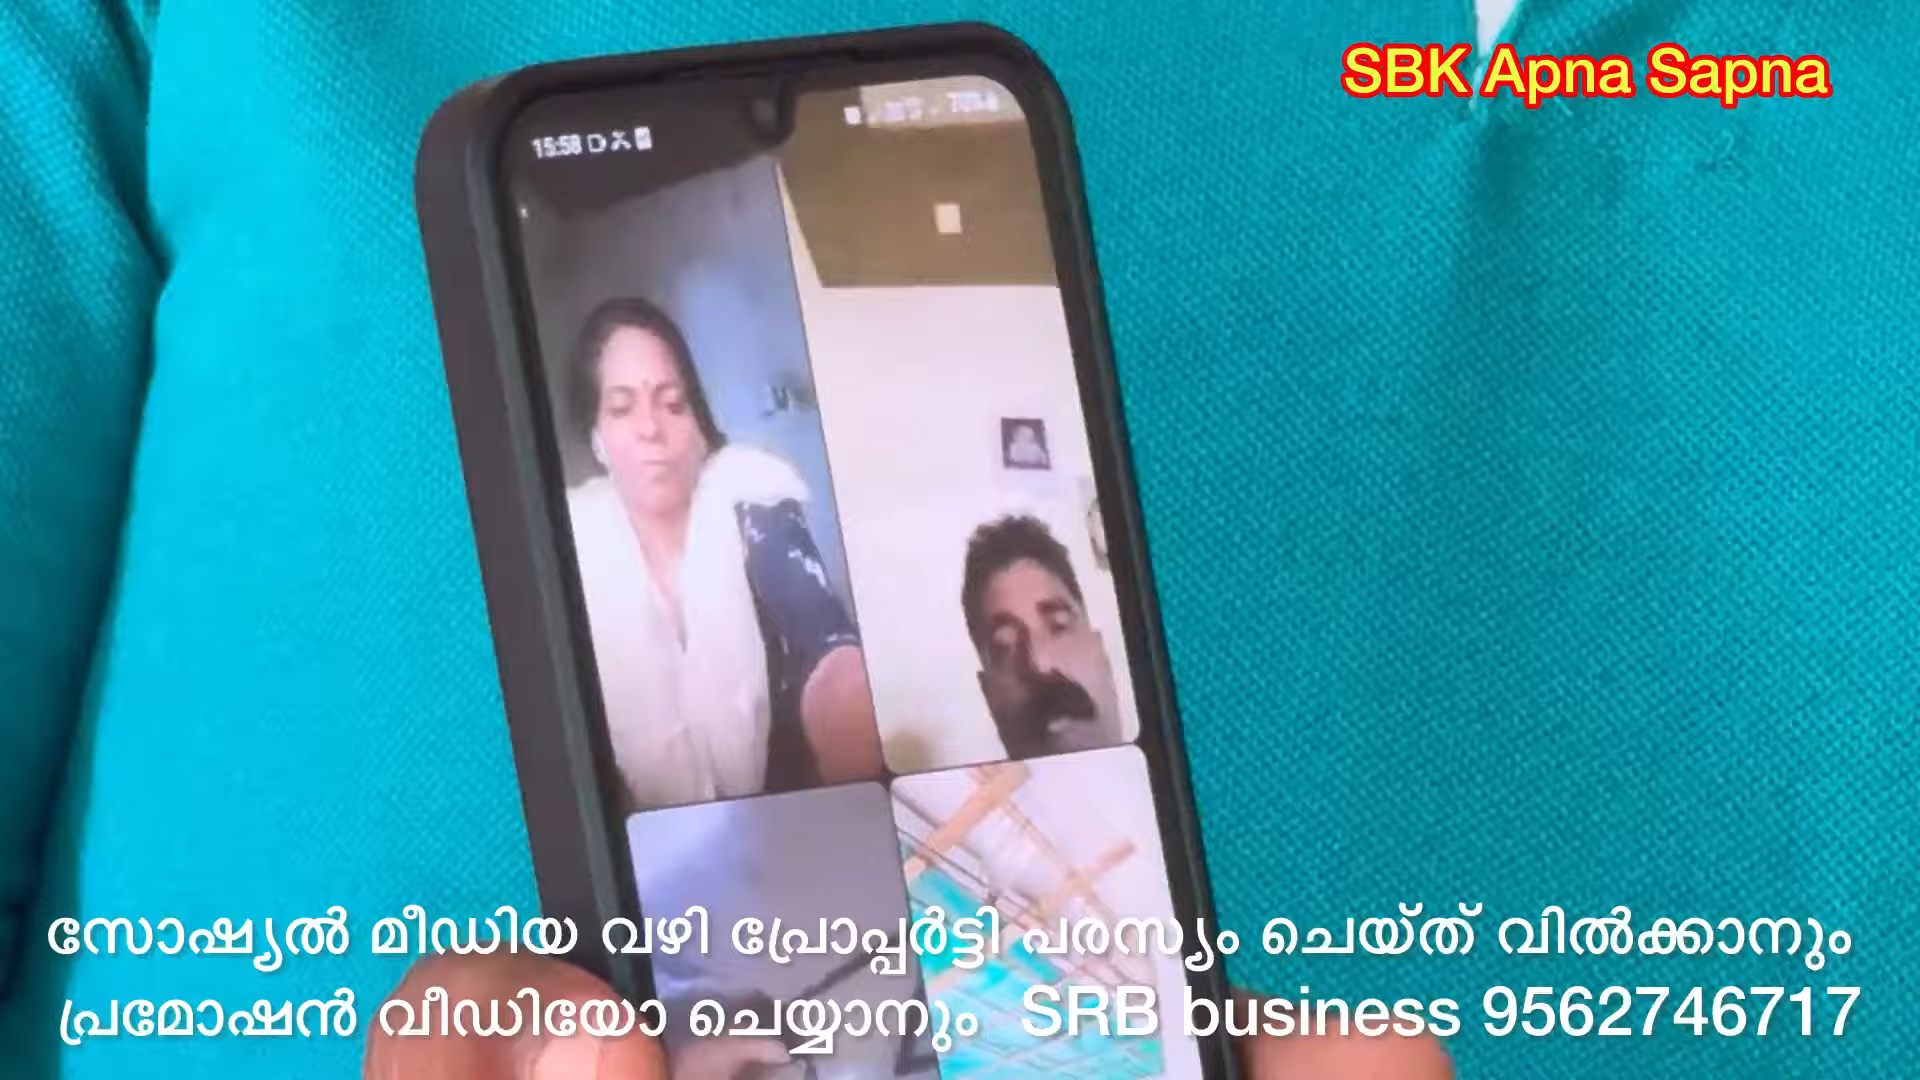 SBK Apna Sapna
15:58
സോഷ്യൽ മീഡിയ വഴി പ്രോപ്പർട്ടി പരസ്യം ചെയ്ത് വിൽക്കാനും
പ്രമോഷൻ വീഡിയോ ചെയ്യാനും SRB business 9562746717